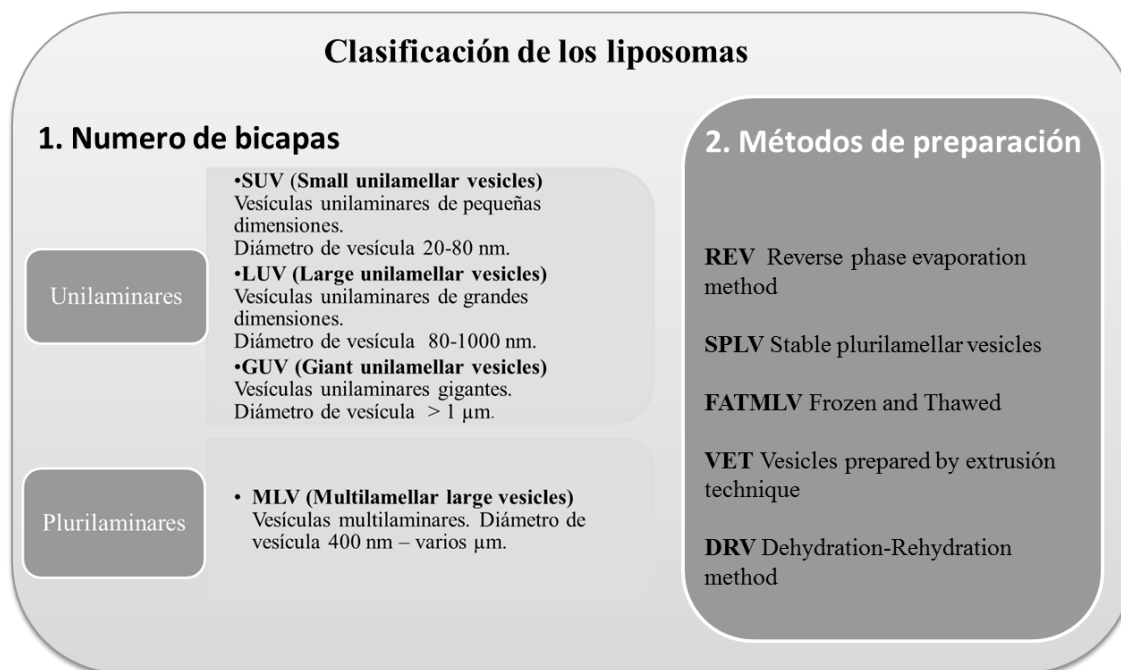 Clasificación de los liposomas
1. Numero de bicapas
Unilaminares
•SUV (Small unilamellar vesicles)
Vesículas unilaminares de pequeñas
dimensiones.
Diámetro de vesícula 20-80 nm.
•LUV (Large unilamellar vesicles)
Vesículas unilaminares de grandes
dimensiones.
Diámetro de vesícula 80-1000 nm.
•GUV (Giant unilamellar vesicles)
Vesículas unilaminares gigantes.
Diámetro de vesícula > 1 µm.
Plurilaminares
• MLV (Multilamellar large vesicles)
Vesículas multilaminares. Diámetro de
vesícula 400 nm – varios µm.
2. Métodos de preparación
REV Reverse phase evaporation
method
SPLV Stable plurilamellar vesicles
FATMLV Frozen and Thawed
VET Vesicles prepared by extrusión
technique
DRV Dehydration-Rehydration
method